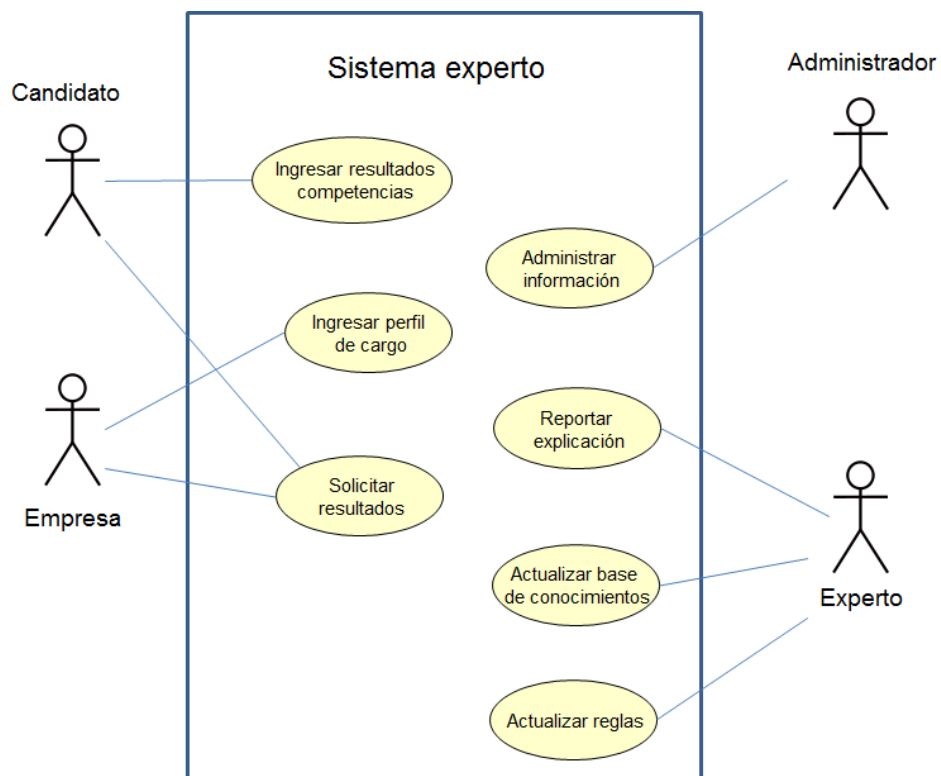 Sistema experto
Administrador
Candidato
Ingresar resultados
competencias
Administrar
información
Ingresar perfil
de cargo
Reportar
explicación
Solicitar
resultados
Empresa
Actualizar base
de conocimientos
Experto
Actualizar reglas